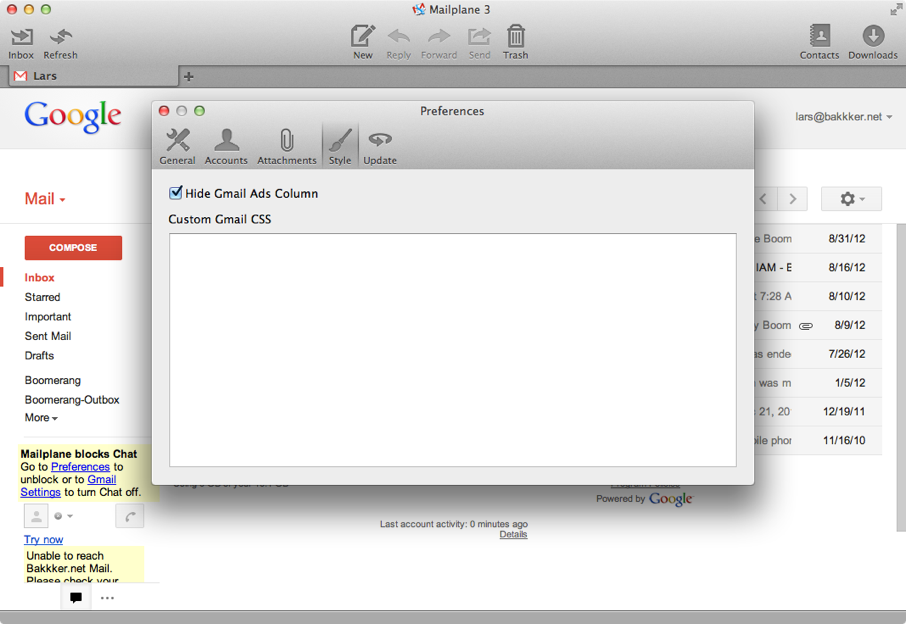 Mailplane 3
Inbox Refresh New Reply Forward Send Trash Contacts Downloads
Lars
Google
lars@bakkker.net
Preferences
General Accounts Attachments Style Update
Hide Gmail Ads Column
Custom Gmail CSS
Mail
COMPOSE
Inbox
Starred
Important
Sent Mail
Drafts
Boomerang
Boomerang-Outbox
More
Mailplane blocks Chat
Go to Preferences to
unblock or to Gmail
Settings to turn Chat off.
Try now
Unable to reach
Bakkker.net Mail.
Please check your
e Boom 8/31/12
IAM - E 8/16/12
t 7:28 A 8/10/12
y Boom 8/9/12
as ende 7/26/12
was m 1/5/12
21, 20 12/19/11
bile phor 11/16/10
Powered by Google
Last account activity: 0 minutes ago
Details